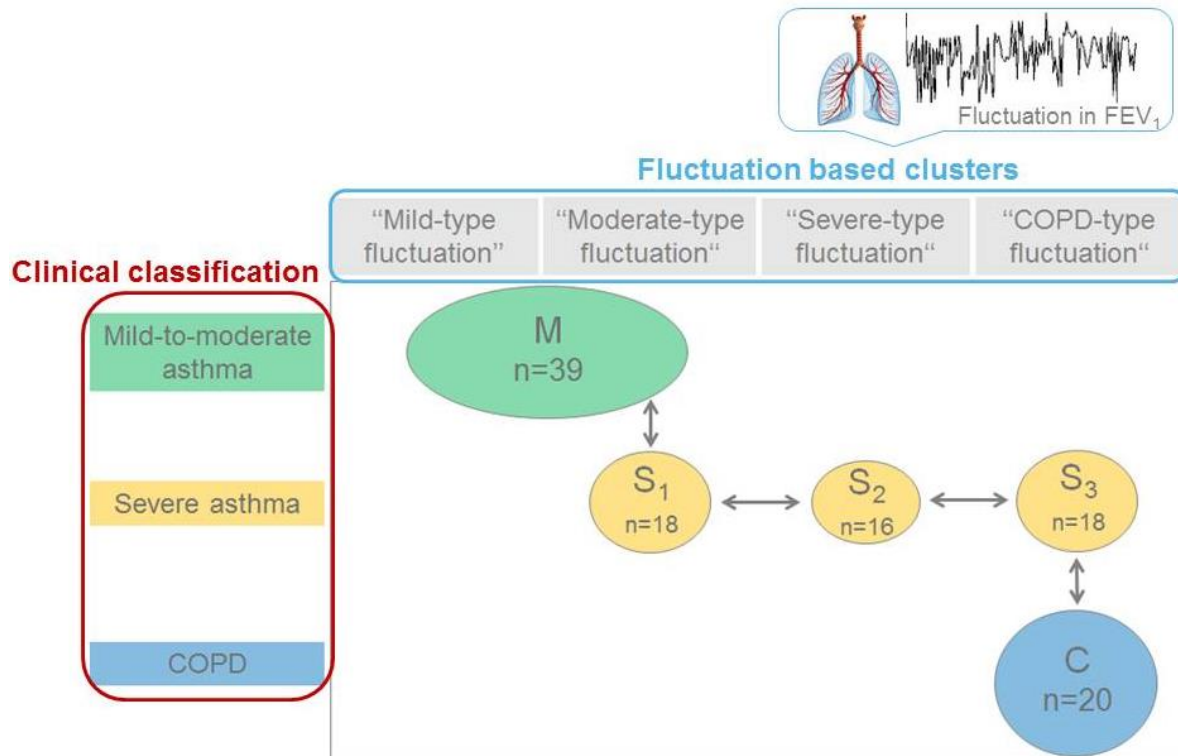 Fluctuation in FEV₁
Fluctuation based clusters
“Mild-type
fluctuation”
“Moderate-type
fluctuation“
“Severe-type
fluctuation“
“COPD-type
fluctuation“
Clinical classification
Mild-to-moderate
asthma
M
n=39
Severe asthma
S₁
n=18
S₂
n=16
S₃
n=18
COPD
C
n=20